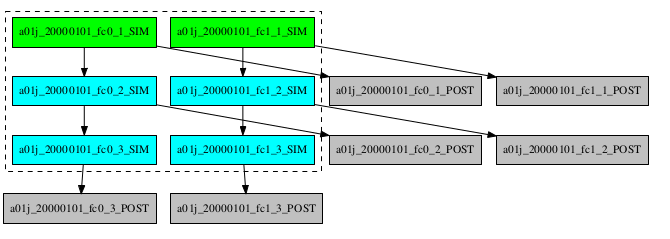 a01j_20000101_fc0_1_SIM
a01j_20000101_fc1_1_SIM
a01j_20000101_fc0_2_SIM
a01j_20000101_fc1_2_SIM
a01j_20000101_fc0_1_POST
a01j_20000101_fc1_1_POST
a01j_20000101_fc0_3_SIM
a01j_20000101_fc1_3_SIM
a01j_20000101_fc0_2_POST
a01j_20000101_fc1_2_POST
a01j_20000101_fc0_3_POST
a01j_20000101_fc1_3_POST